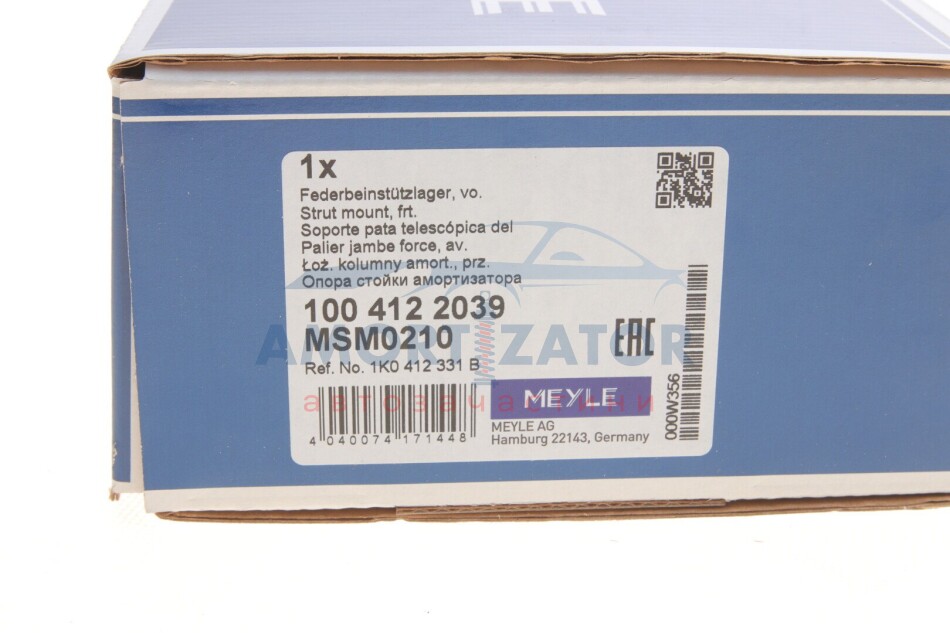 1x
Federbeinstützlager, vo.
Strut mount, frt.
Soporte pata telescópica del
Palier jambe force, av.
Łoż. kolumny amort., prz.
Опора стойки амортизатора
100 412 2039
MSM0210
Ref. No. 1K0 412 331 B
EAC
AMORTIZATOR
автозапчастини
4 040074 171448
MEYLE
MEYLE AG
Hamburg 22143, Germany
000W356